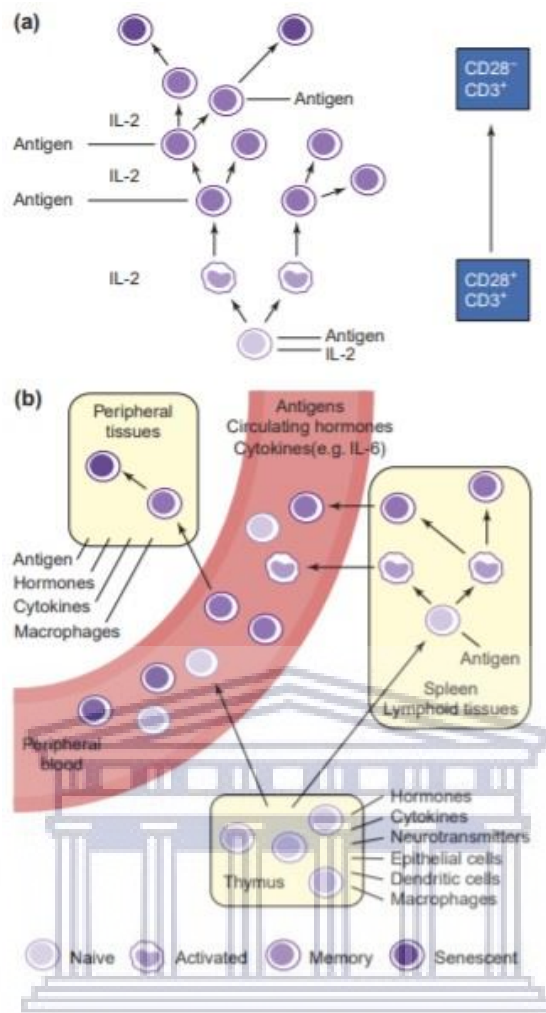 (a)
IL-2
Antigen
Antigen
IL-2
Antigen
IL-2
Antigen
IL-2
CD28⁻
CD3⁺
CD28⁺
CD3⁺
(b)
Peripheral
tissues
Antigen
Hormones
Cytokines
Macrophages
Antigens
Circulating hormones
Cytokines(e.g. IL-6)
Antigen
Spleen
Lymphoid tissues
Peripheral
blood
Thymus
Hormones
Cytokines
Neurotransmitters
Epithelial cells
Dendritic cells
Macrophages
Naive
Activated
Memory
Senescent